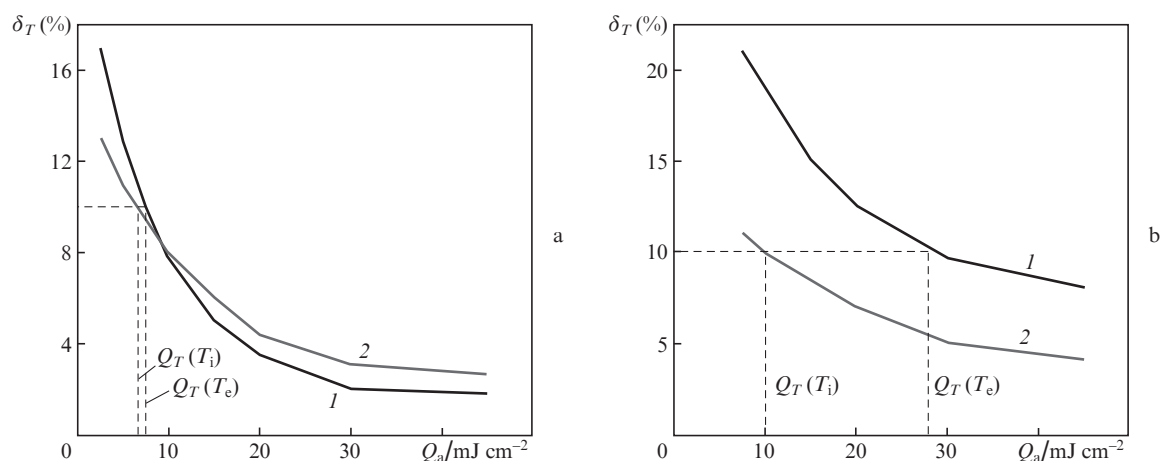 δ_T (%)
16
12
8
4
0
10
20
30
Q_a/mJ cm⁻²
Q_T (T_i)
Q_T (T_e)
1
2
a
δ_T (%)
20
15
10
5
0
10
20
30
Q_a/mJ cm⁻²
Q_T (T_i)
Q_T (T_e)
1
2
b